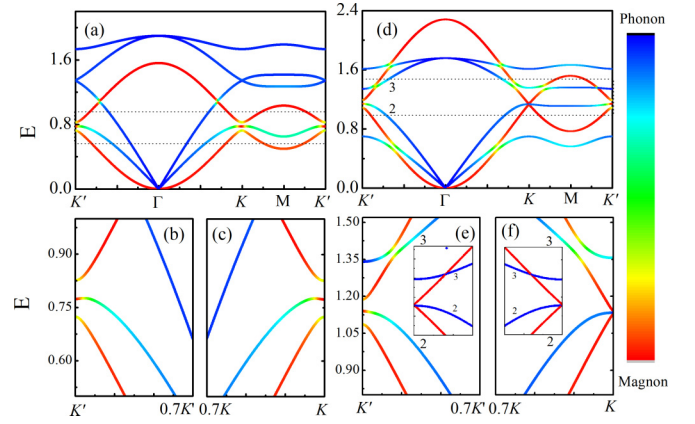 (a)
(d)
Phonon
1.6
0.8
0.0
E
K' Γ K M K'
2.4
1.6
0.8
0.0
3
2
K' Γ K M K'
(b)
(c)
0.90
0.75
0.60
E
K' 0.7K' 0.7K K
(e)
(f)
1.50
1.35
1.20
1.05
0.90
3
3
3
3
2
2
2
2
3
3
K' 0.7K' 0.7K K
Magnon